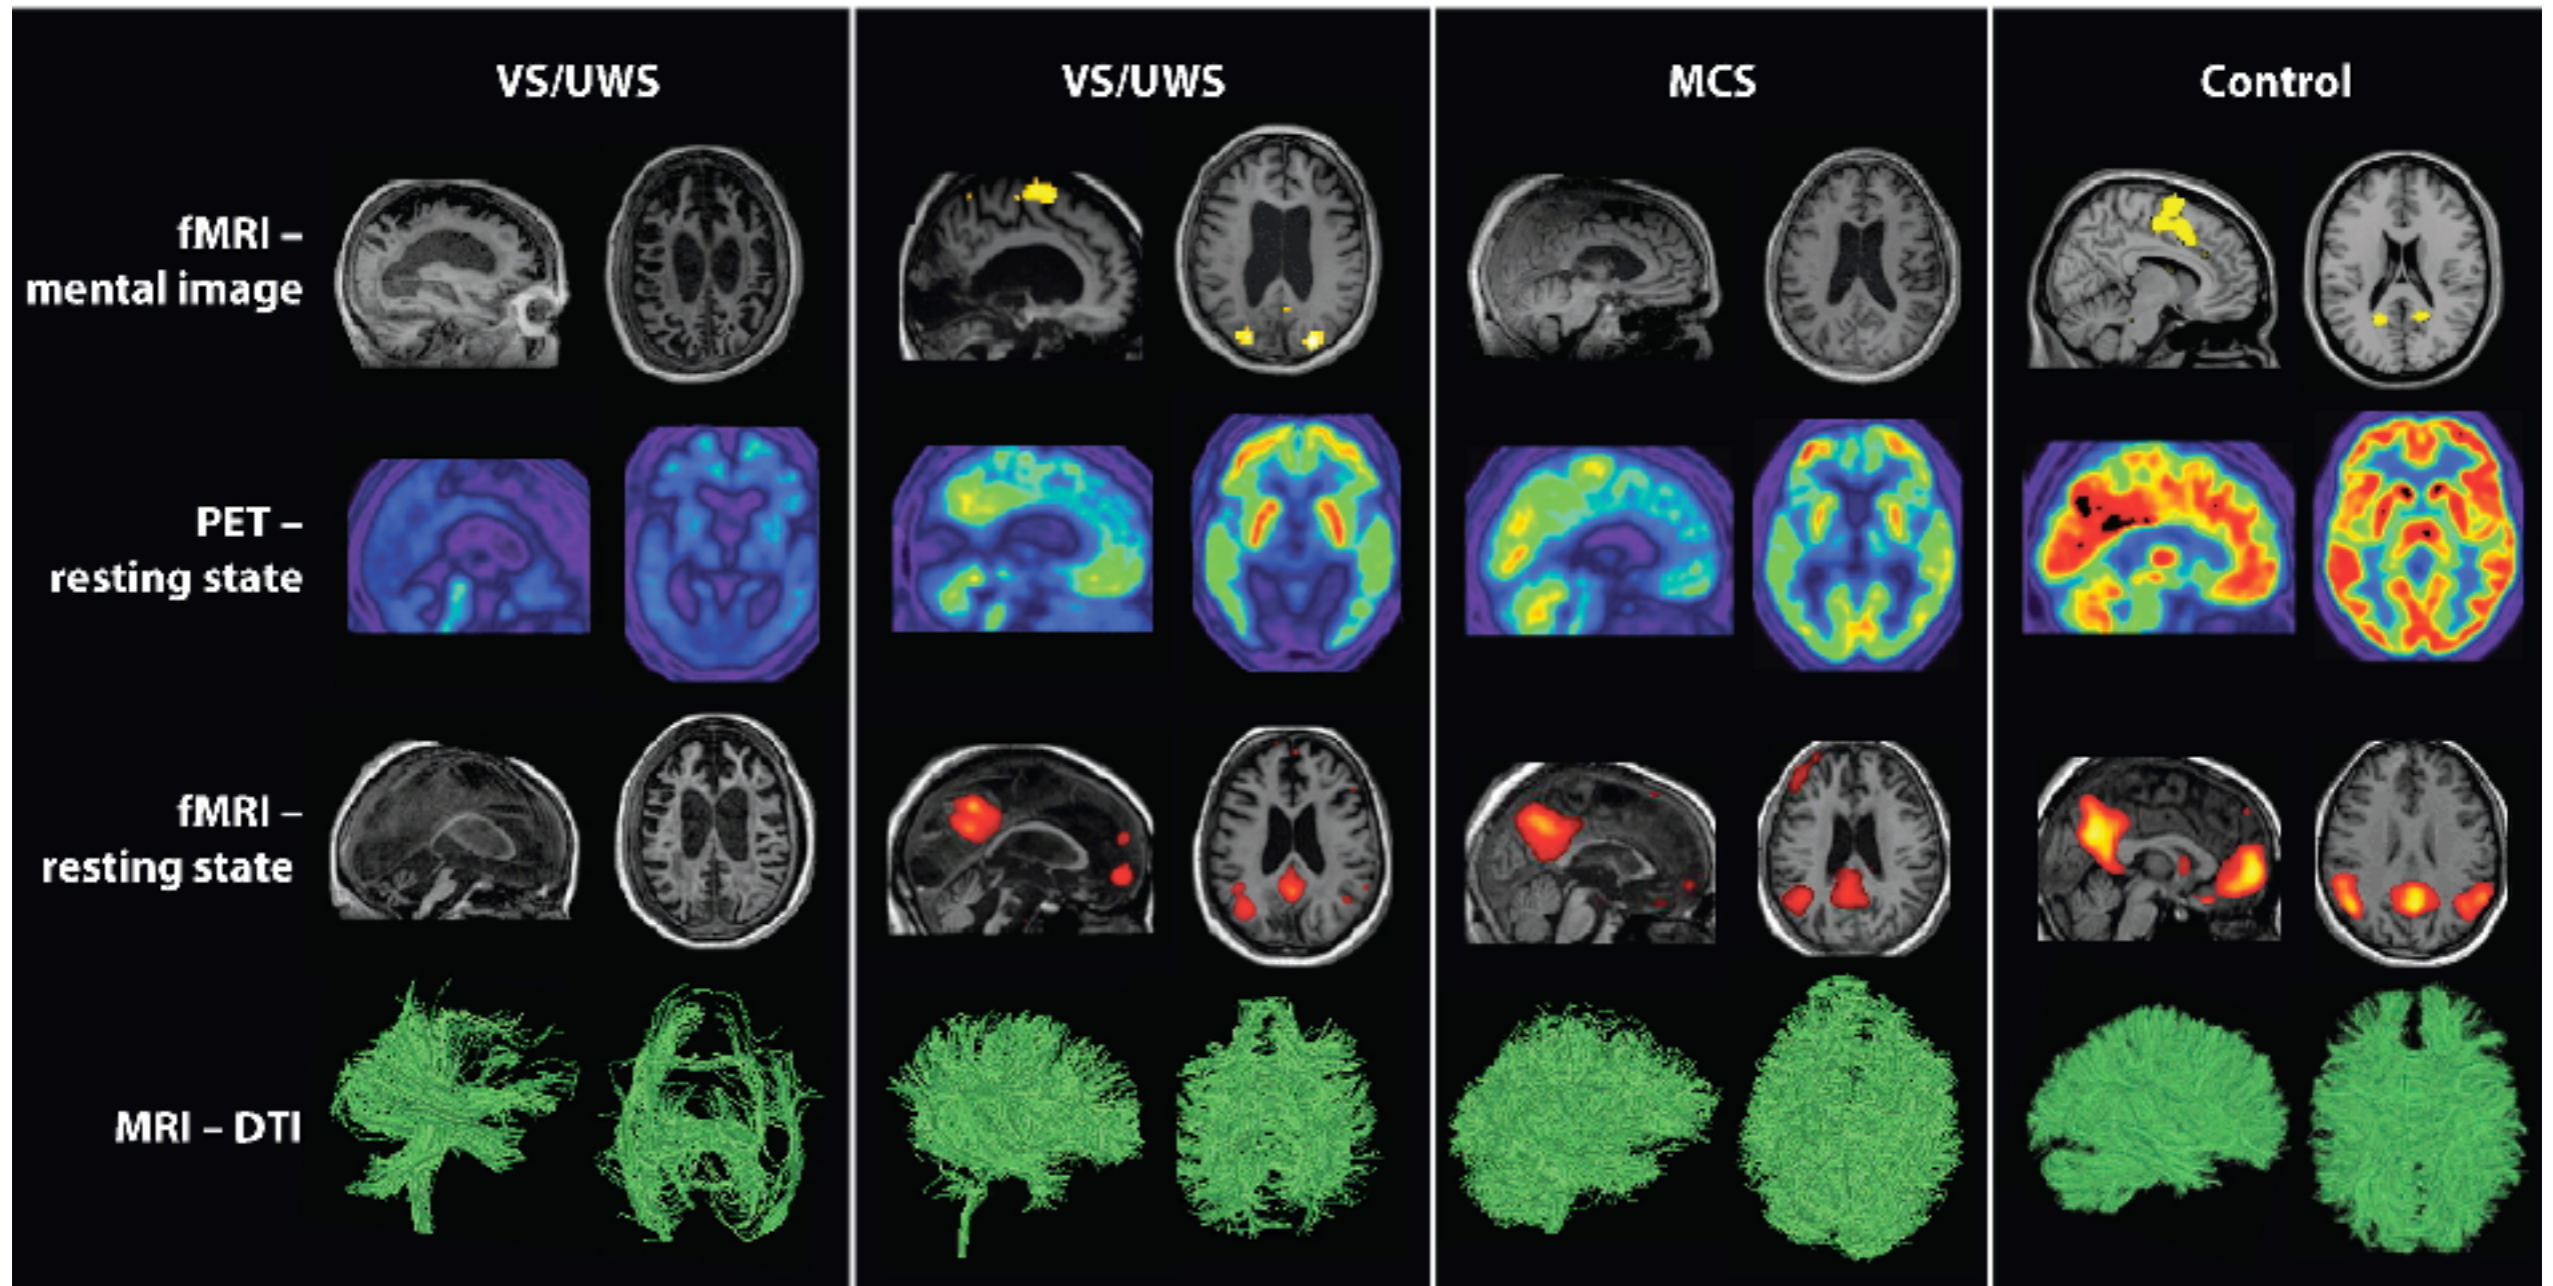 VS/UWS
VS/UWS
MCS
Control
fMRI –
mental image
PET –
resting state
fMRI –
resting state
MRI – DTI